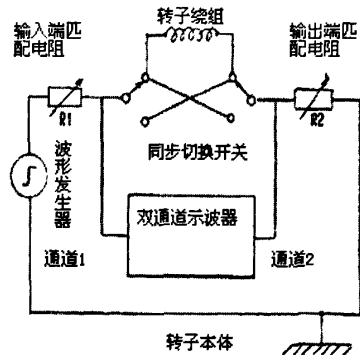 转子绕组
输入端匹
配电阻
输出端匹
配电阻
R1
R2
同步切换开关
波形发生器
双通道示波器
通道1
通道2
转子本体